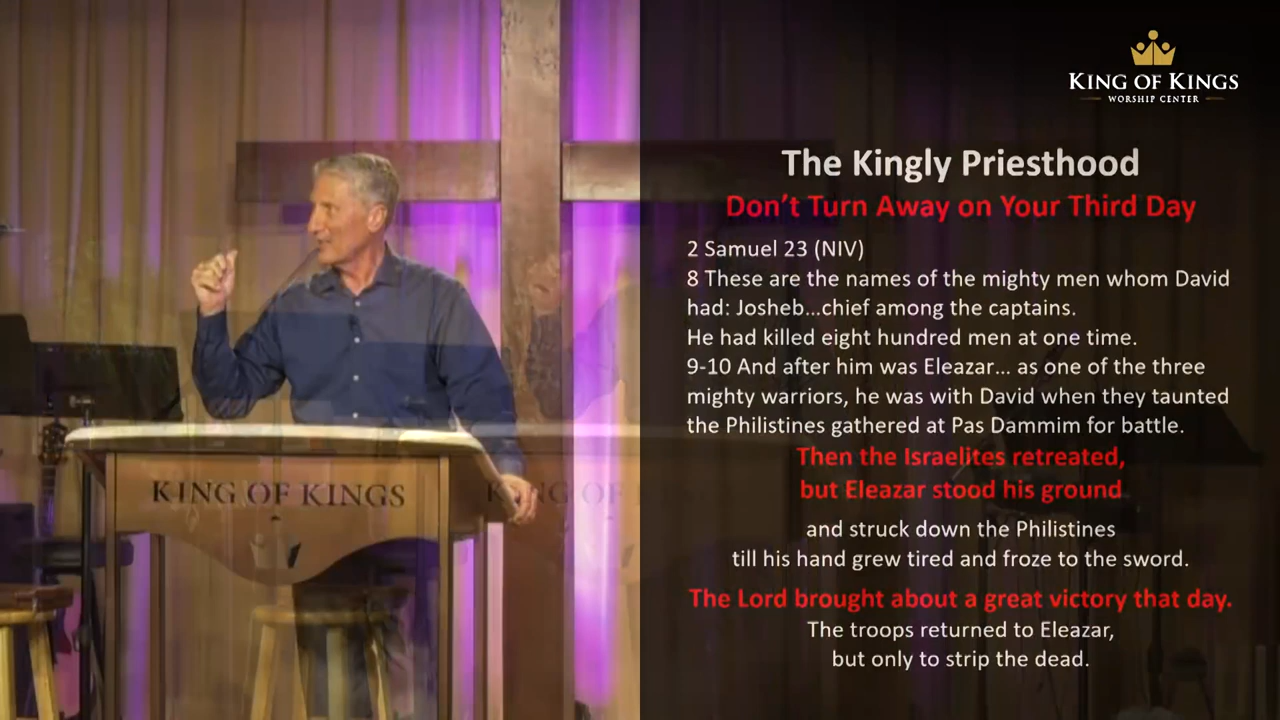 KING OF KINGS
WORSHIP CENTER
The Kingly Priesthood
Don't Turn Away on Your Third Day
2 Samuel 23 (NIV)
8 These are the names of the mighty men whom David
had: Josheb...chief among the captains.
He had killed eight hundred men at one time.
9-10 And after him was Eleazar... as one of the three
mighty warriors, he was with David when they taunted
the Philistines gathered at Pas Dammim for battle.
Then the Israelites retreated,
but Eleazar stood his ground
and struck down the Philistines
till his hand grew tired and froze to the sword.
The Lord brought about a great victory that day.
The troops returned to Eleazar,
but only to strip the dead.
KING OF KINGS